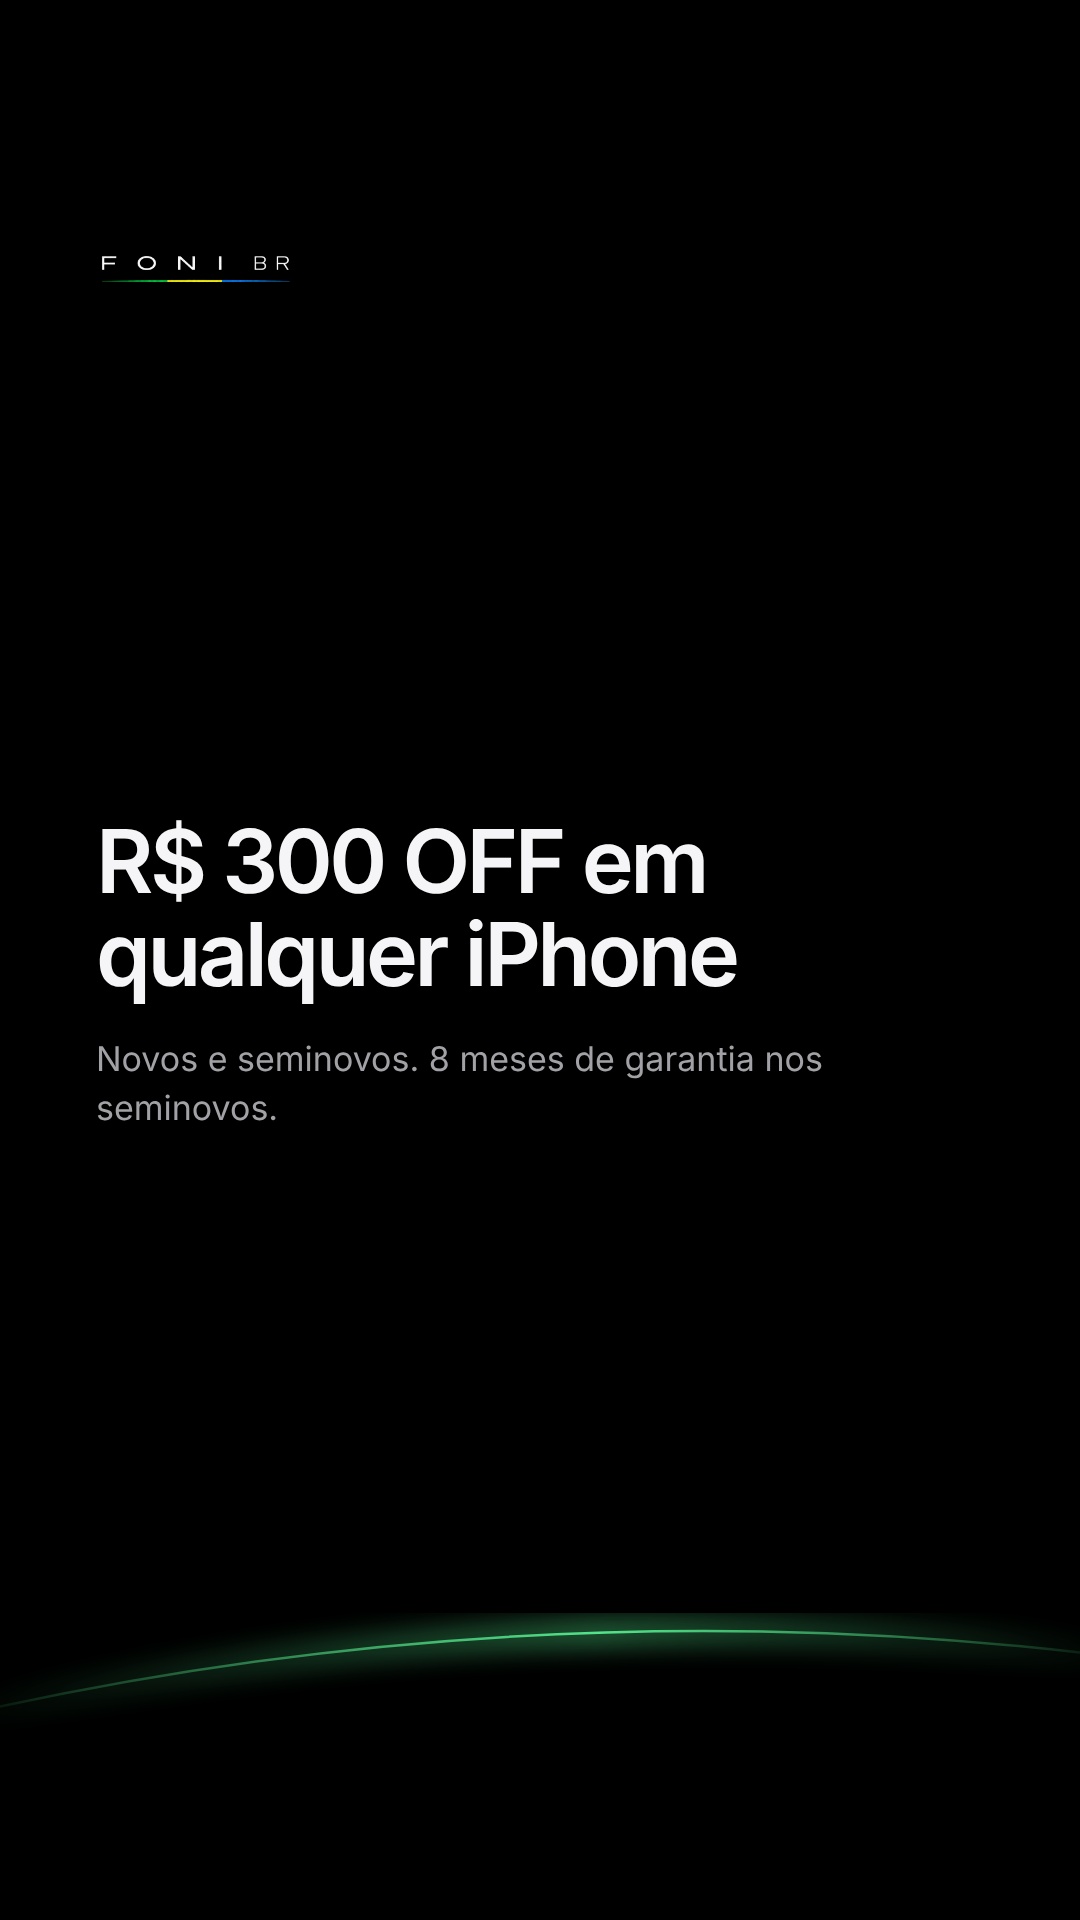 FONI BR
R$ 300 OFF em
qualquer iPhone
Novos e seminovos. 8 meses de garantia nos
seminovos.